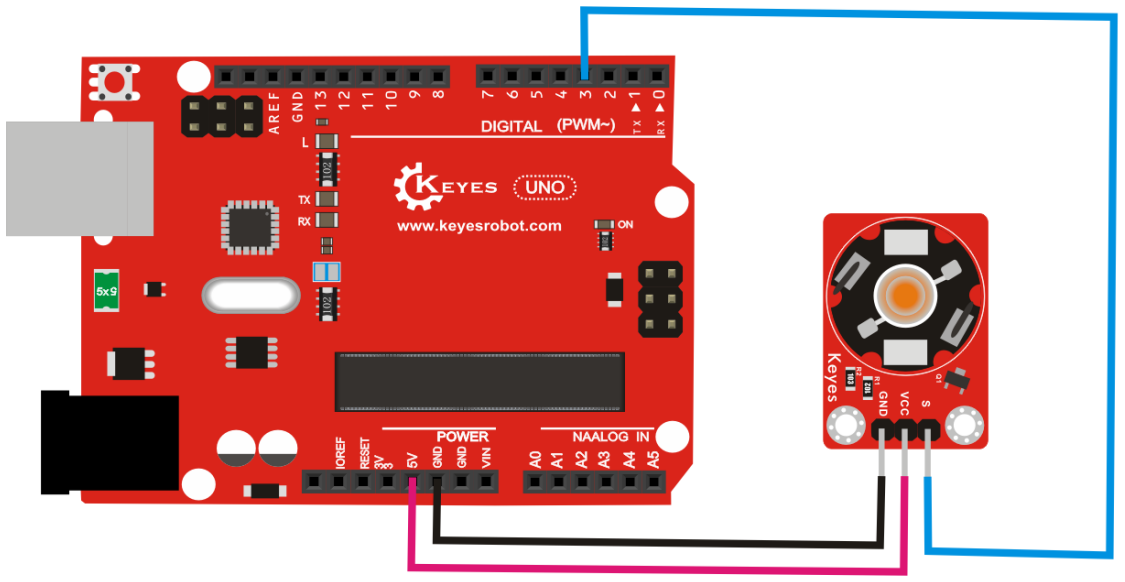 AREF
GND
13
12
11
10
9
8
7
6
5
4
3
2
TX ▶ 1
RX ▶ 0
DIGITAL (PWM~)
L
102
TX
RX
KEYES UNO
www.keyesrobot.com
ON
5x5
102
POWER
NAALOG IN
IOREF
RESET
3V3
5V
GND
GND
VIN
A0
A1
A2
A3
A4
A5
Keyes
R2
103
R1
102
Q1
GND
VCC
S